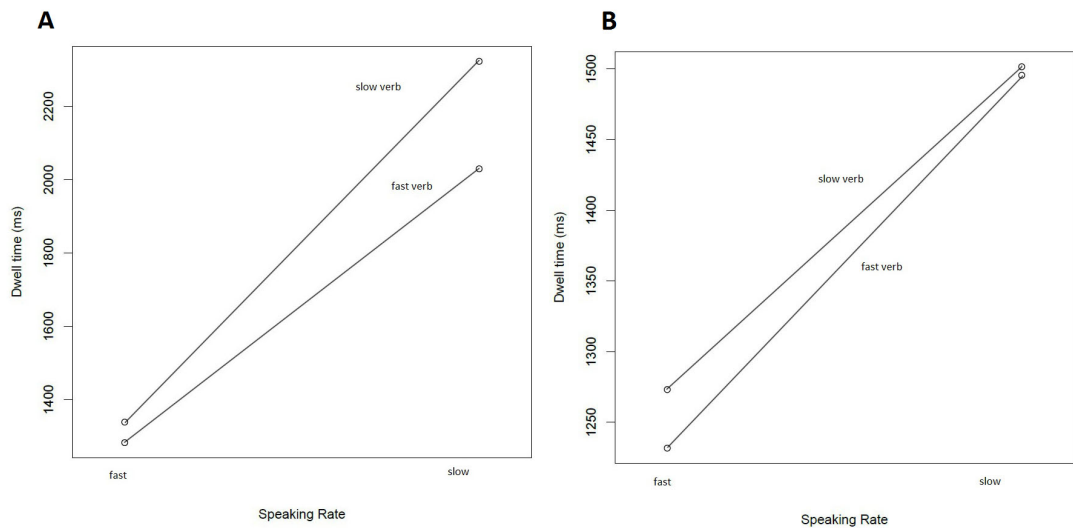 A
Dwell time (ms)
2200
2000
1800
1600
1400
slow verb
fast verb
fast
slow
Speaking Rate
B
Dwell time (ms)
1500
1450
1400
1350
1300
1250
slow verb
fast verb
fast
slow
Speaking Rate